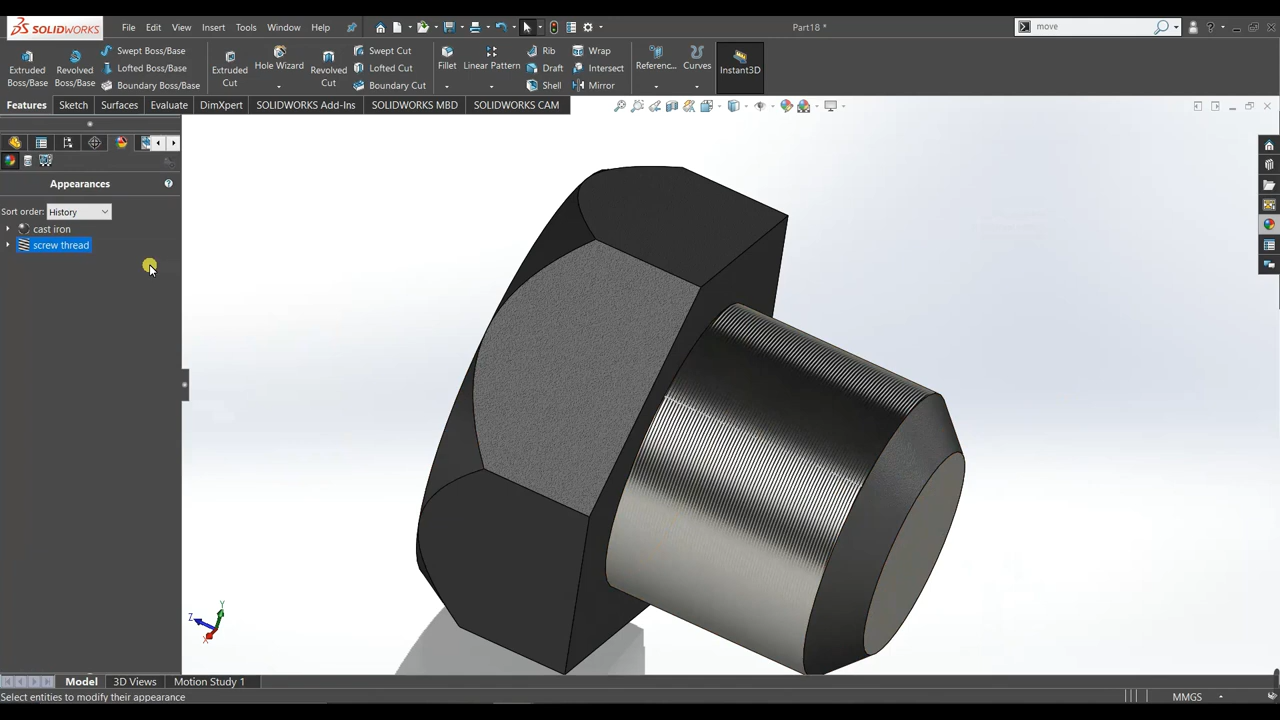 SOLIDWORKS
File Edit View Insert Tools Window Help
Part18 *
move
Extruded Boss/Base
Revolved Boss/Base
Swept Boss/Base
Lofted Boss/Base
Boundary Boss/Base
Extruded Cut
Hole Wizard
Revolved Cut
Swept Cut
Lofted Cut
Boundary Cut
Fillet
Linear Pattern
Rib
Draft
Shell
Wrap
Intersect
Mirror
Referenc...
Curves
Instant3D
Features Sketch Surfaces Evaluate DimXpert SOLIDWORKS Add-Ins SOLIDWORKS MBD SOLIDWORKS CAM
Appearances
Sort order: History
cast iron
screw thread
Y
Z
X
Model 3D Views Motion Study 1
Select entities to modify their appearance
MMGS